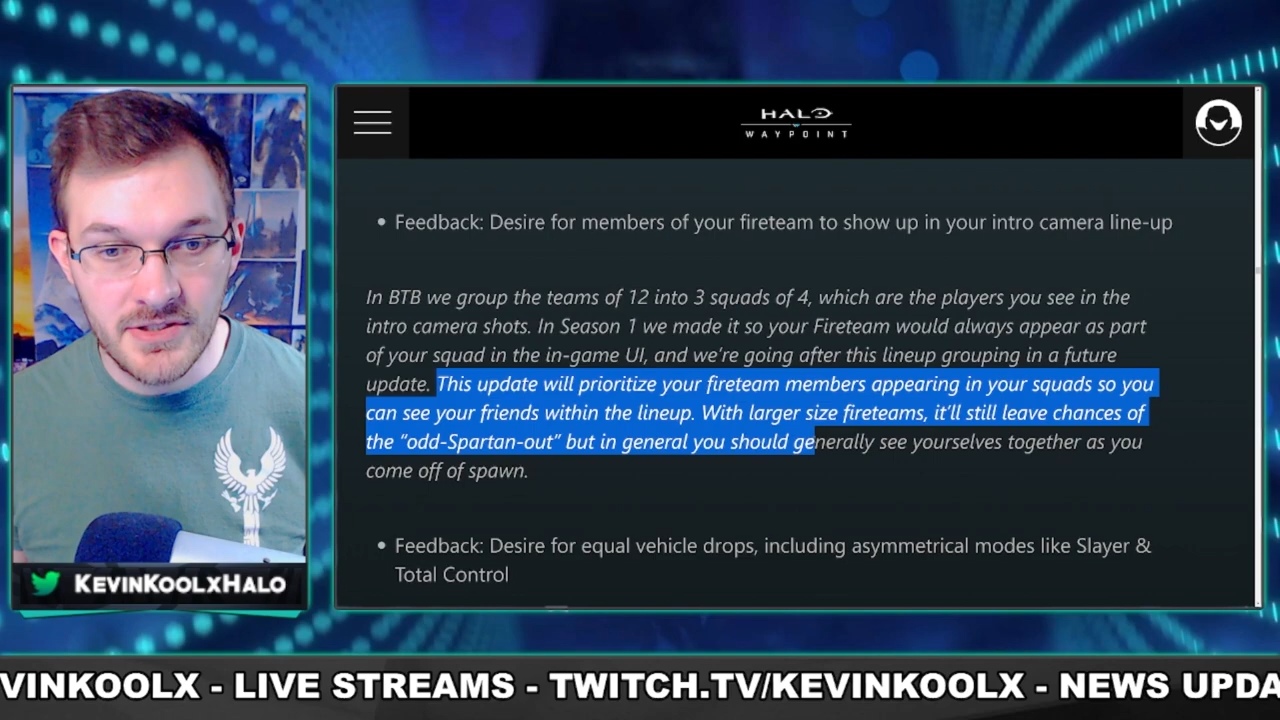 HALO
WAYPOINT
• Feedback: Desire for members of your fireteam to show up in your intro camera line-up
In BTB we group the teams of 12 into 3 squads of 4, which are the players you see in the
intro camera shots. In Season 1 we made it so your Fireteam would always appear as part
of your squad in the in-game UI, and we’re going after this lineup grouping in a future
update. This update will prioritize your fireteam members appearing in your squads so you
can see your friends within the lineup. With larger size fireteams, it’ll still leave chances of
the “odd-Spartan-out” but in general you should generally see yourselves together as you
come off of spawn.
• Feedback: Desire for equal vehicle drops, including asymmetrical modes like Slayer &
Total Control
KEVINKOOLXHALO
VINKOOLX - LIVE STREAMS - TWITCH.TV/KEVINKOOLX - NEWS UPDA